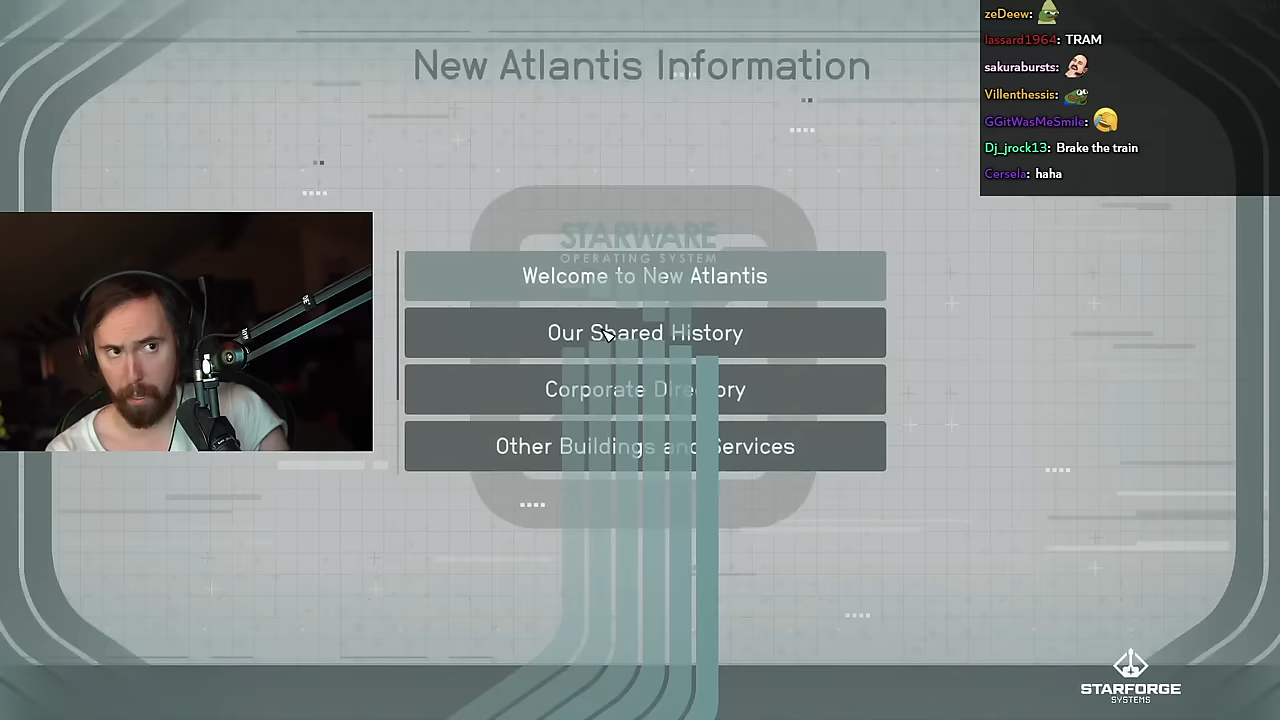 New Atlantis Information
STARWARE
OPERATING SYSTEM
Welcome to New Atlantis
Our Shared History
Corporate Directory
Other Buildings and Services
zeDeew:
lassard1964: TRAM
sakurabursts:
Villenthessis:
GGitWasMeSmile:
Dj_jrock13: Brake the train
Cersela: haha
STARFORGE
SYSTEMS